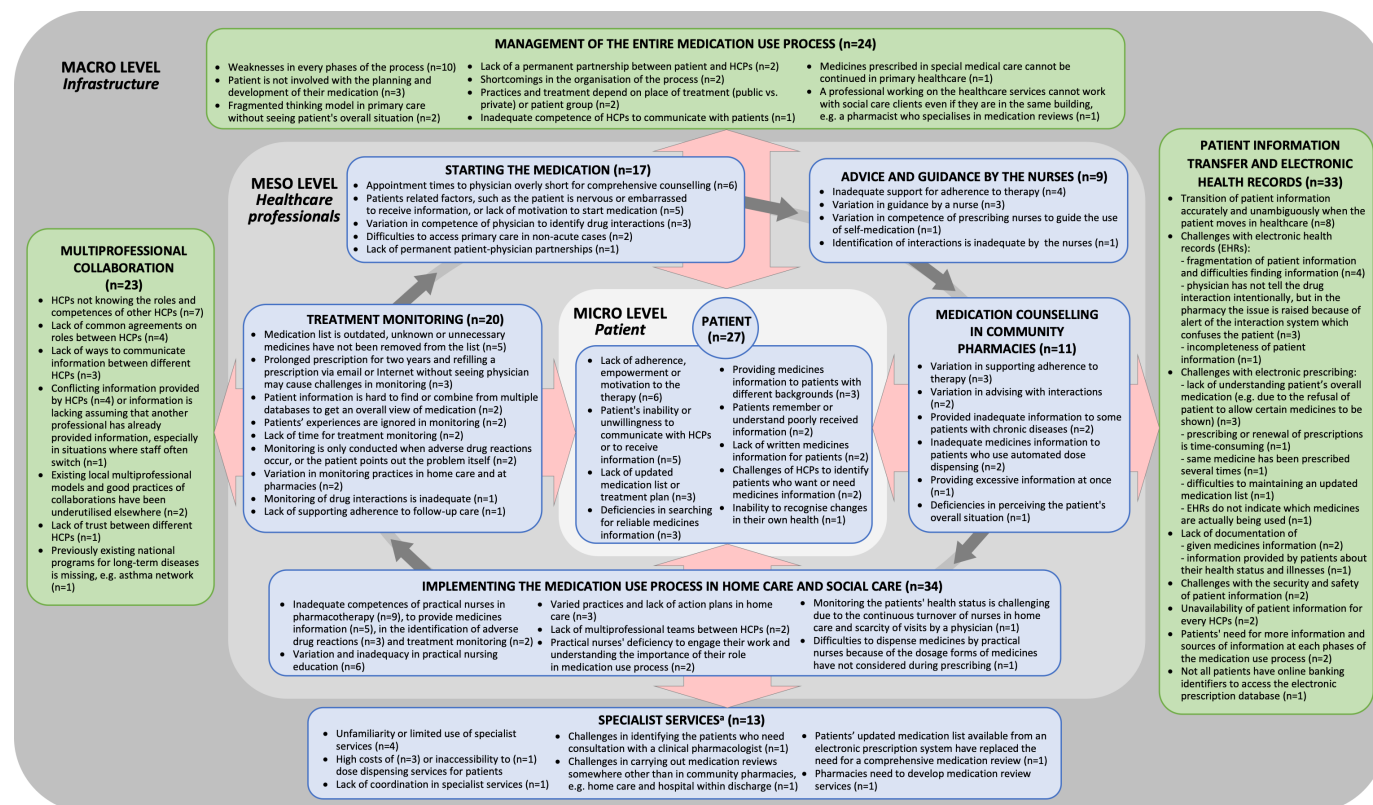 MACRO LEVEL
Infrastructure
MANAGEMENT OF THE ENTIRE MEDICATION USE PROCESS (n=24)
• Weaknesses in every phases of the process (n=10)
• Patient is not involved with the planning and
development of their medication (n=3)
• Fragmented thinking model in primary care
without seeing patient's overall situation (n=2)
• Lack of a permanent partnership between patient and HCPs (n=2)
• Shortcomings in the organisation of the process (n=2)
• Practices and treatment depend on place of treatment (public vs.
private) or patient group (n=2)
• Inadequate competence of HCPs to communicate with patients (n=1)
• Medicines prescribed in special medical care cannot be
continued in primary healthcare (n=1)
• A professional working on the healthcare services cannot work
with social care clients even if they are in the same building,
e.g. a pharmacist who specialises in medication reviews (n=1)
MESO LEVEL
Healthcare
professionals
STARTING THE MEDICATION (n=17)
• Appointment times to physician overly short for comprehensive counselling (n=6)
• Patients related factors, such as the patient is nervous or embarrassed
to receive information, or lack of motivation to start medication (n=5)
• Variation in competence of physician to identify drug interactions (n=3)
• Difficulties to access primary care in non-acute cases (n=2)
• Lack of permanent patient-physician partnerships (n=1)
ADVICE AND GUIDANCE BY THE NURSES (n=9)
• Inadequate support for adherence to therapy (n=4)
• Variation in guidance by a nurse (n=3)
• Variation in competence of prescribing nurses to guide the use
of self-medication (n=1)
• Identification of interactions is inadequate by the nurses (n=1)
PATIENT INFORMATION
TRANSFER AND ELECTRONIC
HEALTH RECORDS (n=33)
• Transition of patient information
accurately and unambiguously when the
patient moves in healthcare (n=8)
• Challenges with electronic health
records (EHRs):
- fragmentation of patient information
and difficulties finding information (n=4)
- physician has not tell the drug
interaction intentionally, but in the
pharmacy the issue is raised because of
alert of the interaction system which
confuses the patient (n=3)
- incompleteness of patient
information (n=1)
• Challenges with electronic prescribing:
- lack of understanding patient's overall
medication (e.g. due to the refusal of
patient to allow certain medicines to be
shown) (n=3)
- prescribing or renewal of prescriptions
is time-consuming (n=1)
- same medicine has been prescribed
several times (n=1)
- difficulties to maintaining an updated
medication list (n=1)
- EHRs do not indicate which medicines
are actually being used (n=1)
• Lack of documentation of
- given medicines information (n=2)
- information provided by patients about
their health status and illnesses (n=1)
• Challenges with the security and safety
of patient information (n=2)
• Unavailability of patient information for
every HCPs (n=2)
• Patients' need for more information and
sources of information at each phases of
the medication use process (n=2)
• Not all patients have online banking
identifiers to access the electronic
prescription database (n=1)
MULTIPROFESSIONAL
COLLABORATION
(n=23)
• HCPs not knowing the roles and
competences of other HCPs (n=7)
• Lack of common agreements on
roles between HCPs (n=4)
• Lack of ways to communicate
information between different
HCPs (n=3)
• Conflicting information provided
by HCPs (n=4) or information is
lacking assuming that another
professional has already
provided information, especially
in situations where staff often
switch (n=1)
• Existing local multiprofessional
models and good practices of
collaborations have been
underutilised elsewhere (n=2)
• Lack of trust between different
HCPs (n=1)
• Previously existing national
programs for long-term diseases
is missing, e.g. asthma network
(n=1)
TREATMENT MONITORING (n=20)
• Medication list is outdated, unknown or unnecessary
medicines have not been removed from the list (n=5)
• Prolonged prescription for two years and refilling a
prescription via email or Internet without seeing physician
may cause challenges in monitoring (n=3)
• Patient information is hard to find or combine from multiple
databases to get an overall view of medication (n=2)
• Patients' experiences are ignored in monitoring (n=2)
• Lack of time for treatment monitoring (n=2)
• Monitoring is only conducted when adverse drug reactions
occur, or the patient points out the problem itself (n=2)
• Variation in monitoring practices in home care and at
pharmacies (n=2)
• Monitoring of drug interactions is inadequate (n=1)
• Lack of supporting adherence to follow-up care (n=1)
MICRO LEVEL
Patient
PATIENT
(n=27)
• Lack of adherence,
empowerment or
motivation to the
therapy (n=6)
• Patient's inability or
unwillingness to
communicate with HCPs
or to receive
information (n=5)
• Lack of updated
medication list or
treatment plan (n=3)
• Deficiencies in searching
for reliable medicines
information (n=3)
• Providing medicines
information to patients with
different backgrounds (n=3)
• Patients remember or
understand poorly received
information (n=2)
• Lack of written medicines
information for patients (n=2)
• Challenges of HCPs to identify
patients who want or need
medicines information (n=2)
• Inability to recognise changes
in their own health (n=1)
MEDICATION COUNSELLING
IN COMMUNITY
PHARMACIES (n=11)
• Variation in supporting adherence to
therapy (n=3)
• Variation in advising with interactions
(n=2)
• Provided inadequate information to some
patients with chronic diseases (n=2)
• Inadequate medicines information to
patients who use automated dose
dispensing (n=2)
• Providing excessive information at once
(n=1)
• Deficiencies in perceiving the patient's
overall situation (n=1)
IMPLEMENTING THE MEDICATION USE PROCESS IN HOME CARE AND SOCIAL CARE (n=34)
• Inadequate competences of practical nurses in
pharmacotherapy (n=9), to provide medicines
information (n=5), in the identification of adverse
drug reactions (n=3) and treatment monitoring (n=2)
• Variation and inadequacy in practical nursing
education (n=6)
• Varied practices and lack of action plans in home
care (n=3)
• Lack of multiprofessional teams between HCPs (n=2)
• Practical nurses' deficiency to engage their work and
understanding the importance of their role
in medication use process (n=2)
• Monitoring the patients' health status is challenging
due to the continuous turnover of nurses in home
care and scarcity of visits by a physician (n=1)
• Difficulties to dispense medicines by practical
nurses because of the dosage forms of medicines
have not considered during prescribing (n=1)
SPECIALIST SERVICESª (n=13)
• Unfamiliarity or limited use of specialist
services (n=4)
• High costs of (n=3) or inaccessibility to (n=1)
dose dispensing services for patients
• Lack of coordination in specialist services (n=1)
• Challenges in identifying the patients who need
consultation with a clinical pharmacologist (n=1)
• Challenges in carrying out medication reviews
somewhere other than in community pharmacies,
e.g. home care and hospital within discharge (n=1)
• Patients' updated medication list available from an
electronic prescription system have replaced the
need for a comprehensive medication review (n=1)
• Pharmacies need to develop medication review
services (n=1)